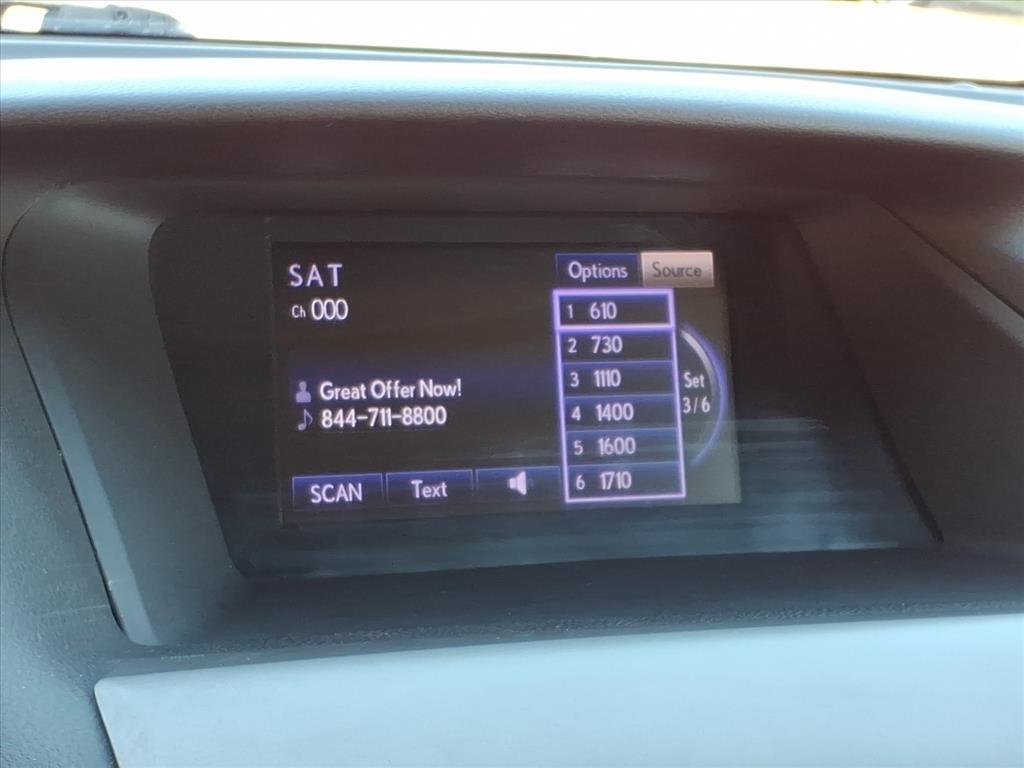 SAT
Ch 000
Great Offer Now!
844-711-8800
SCAN
Text
Options
Source
1 610
2 730
3 1110
4 1400
5 1600
6 1710
Set
3/6